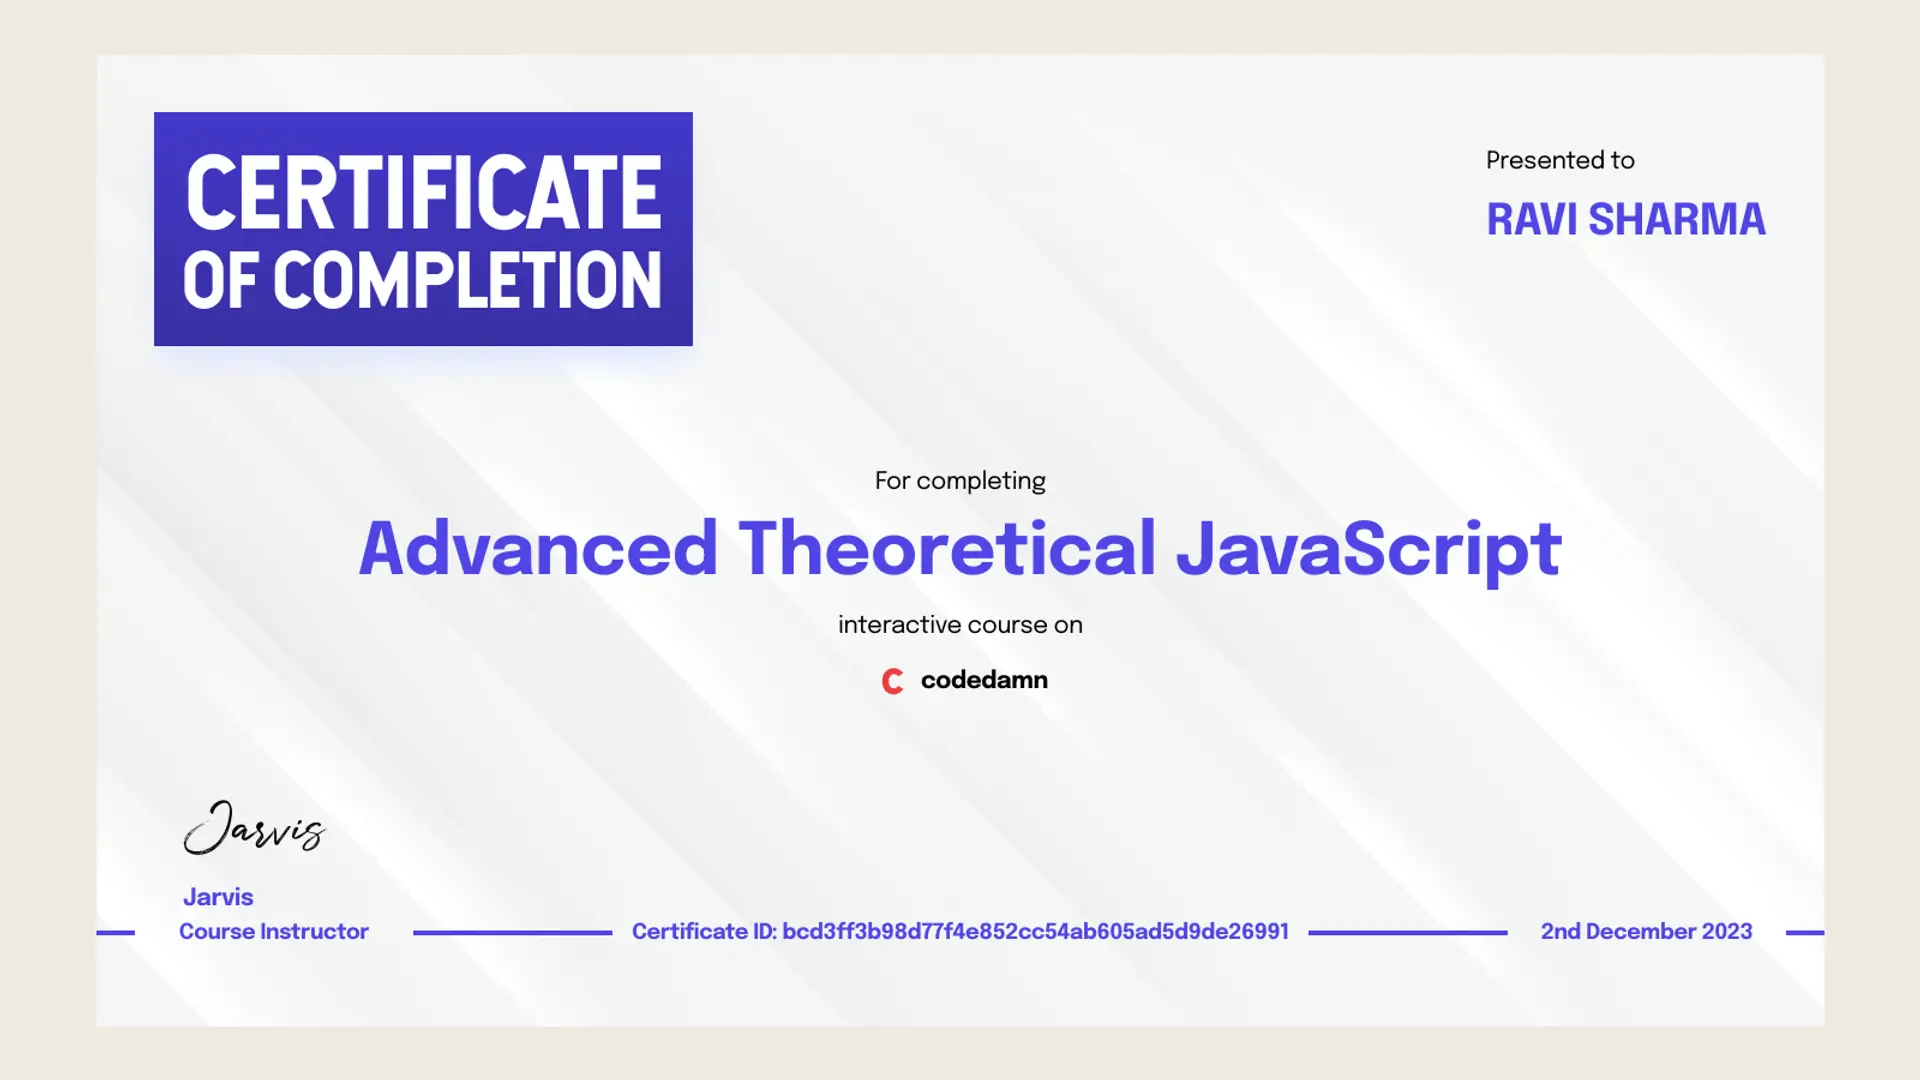 CERTIFICATE
OF COMPLETION
Presented to
RAVI SHARMA
For completing
Advanced Theoretical JavaScript
interactive course on
C codedamn
Jarvis
Jarvis
Course Instructor
Certificate ID: bcd3ff3b98d77f4e852cc54ab605ad5d9de26991
2nd December 2023